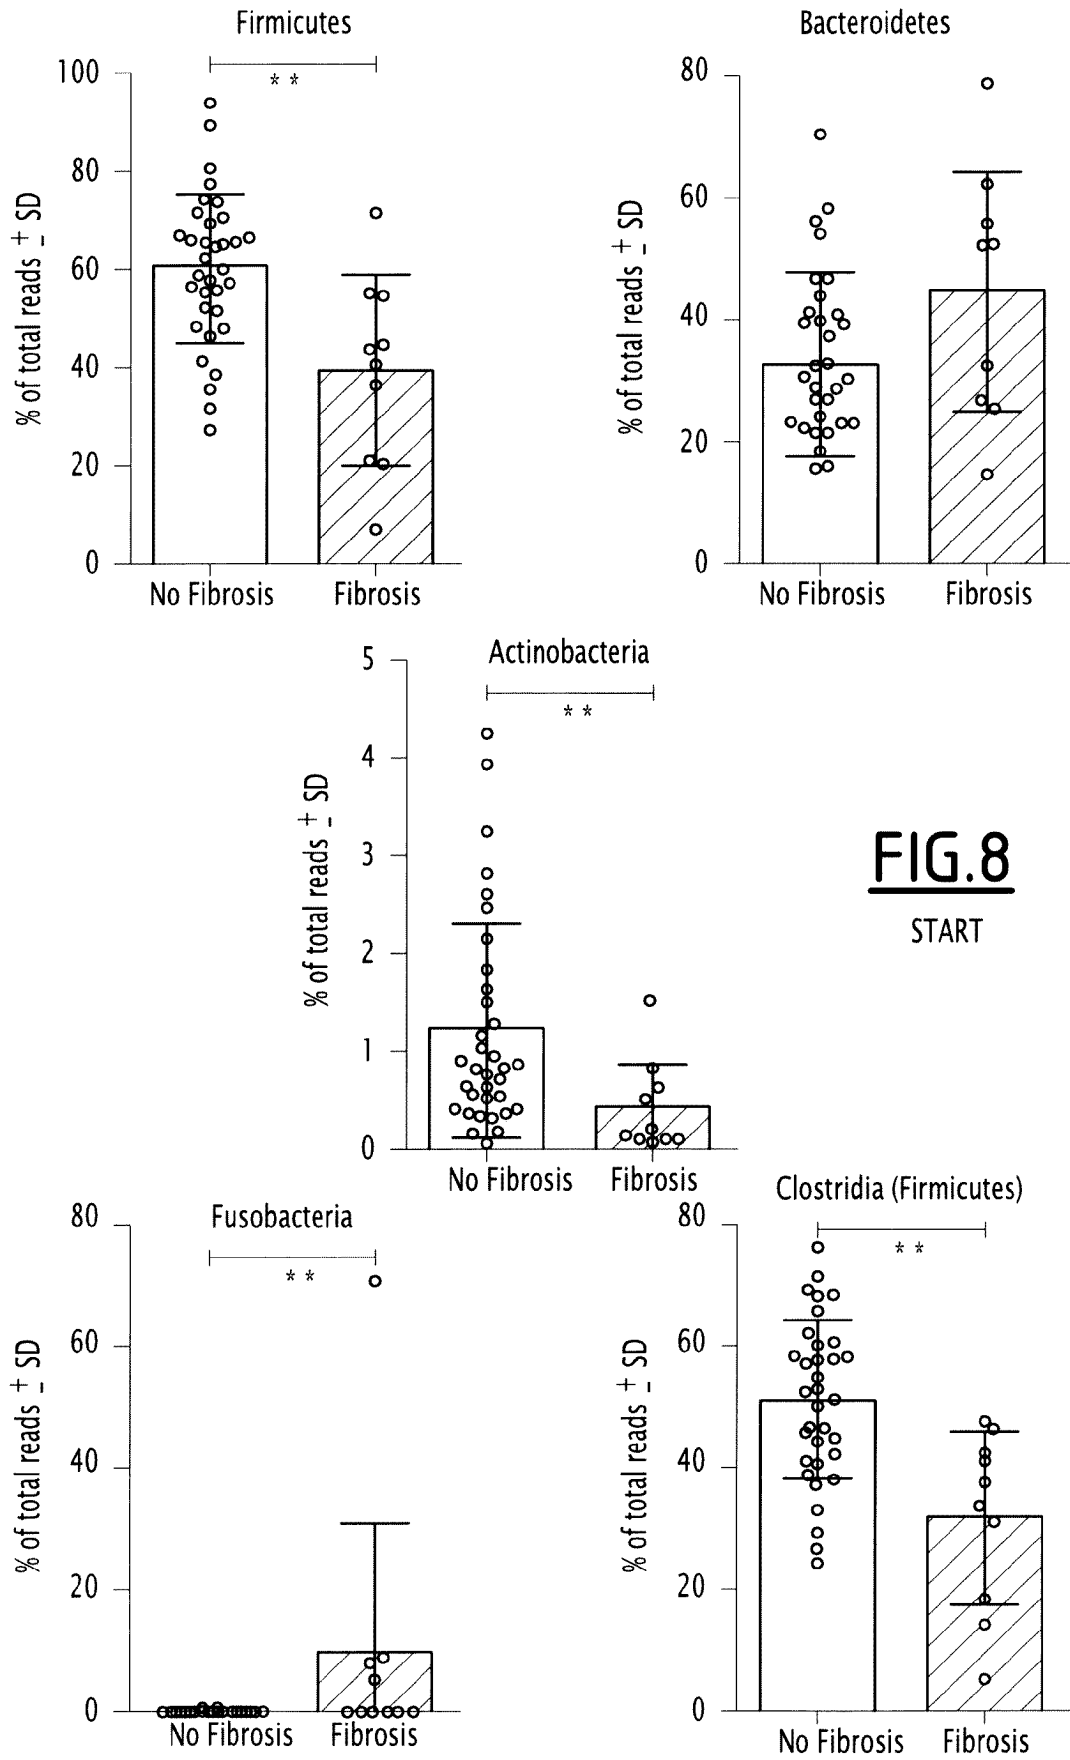 Firmicutes
* *
100
80
60
40
20
0
% of total reads ± SD
No Fibrosis Fibrosis
Bacteroidetes
80
60
40
20
0
% of total reads ± SD
No Fibrosis Fibrosis
Actinobacteria
* *
5
4
3
2
1
0
% of total reads ± SD
No Fibrosis Fibrosis
FIG.8
START
Fusobacteria
* *
80
60
40
20
0
% of total reads ± SD
No Fibrosis Fibrosis
Clostridia (Firmicutes)
* *
80
60
40
20
0
% of total reads ± SD
No Fibrosis Fibrosis